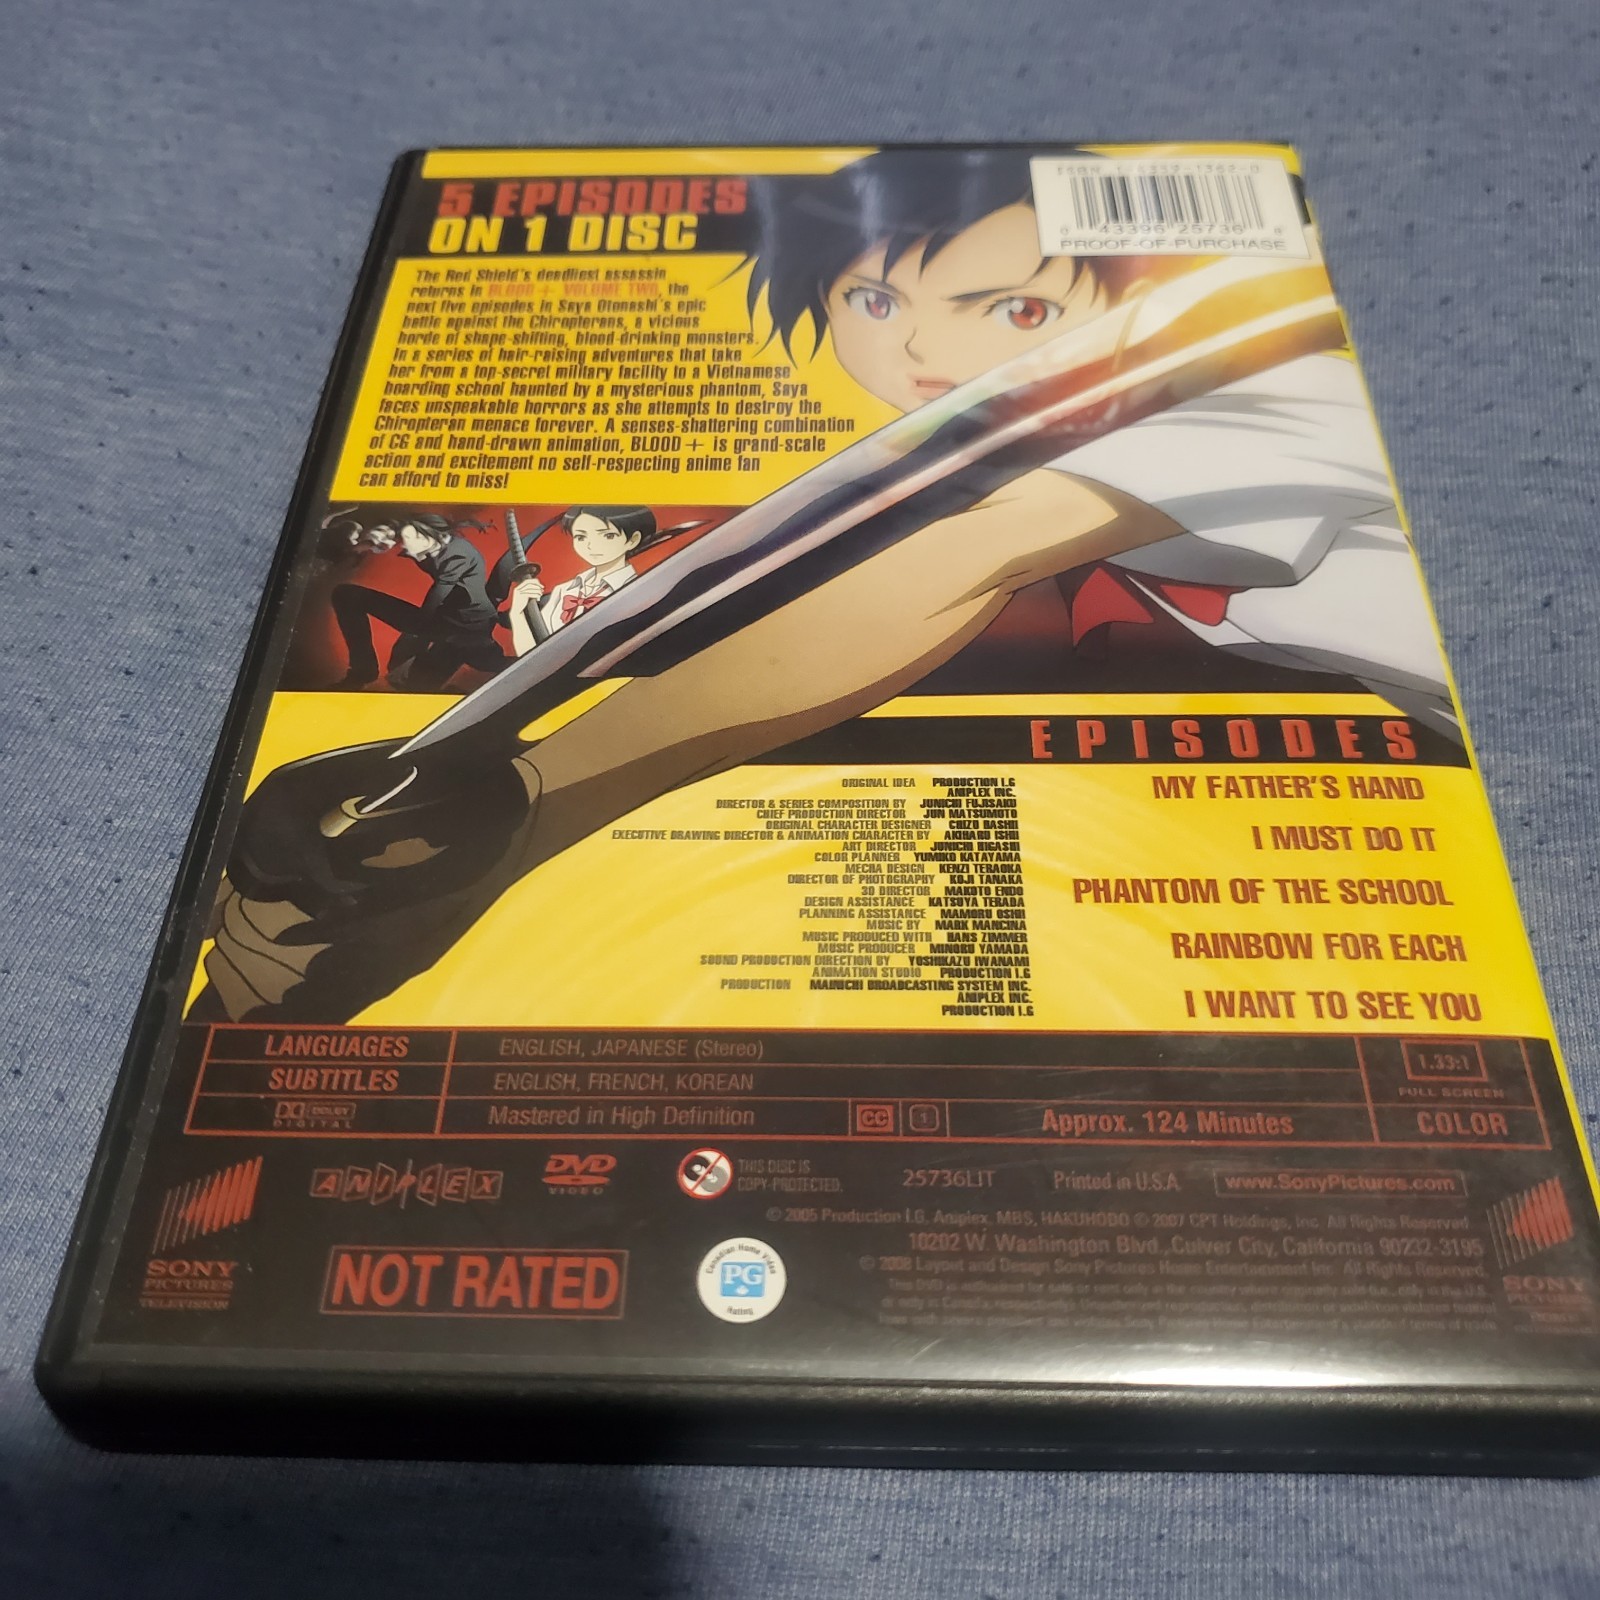 5 EPISODES
ON 1 DISC
PROOF-OF-PURCHASE
0 43396 25736
The Red Shield's deadliest assassin
returns in BLOOD+ VOLUME TWO, the
next five episodes in Saya Otonashi's epic
battle against the Chiropterans, a vicious
horde of shape-shifting, blood-drinking monsters.
In a series of hair-raising adventures that take
her from a top-secret military facility to a Vietnamese
boarding school haunted by a mysterious phantom, Saya
faces unspeakable horrors as she attempts to destroy the
Chiropteran menace forever. A senses-shattering combination
of CG and hand-drawn animation, BLOOD+ is grand-scale
action and excitement no self-respecting anime fan
can afford to miss!
EPISODES
MY FATHER'S HAND
I MUST DO IT
PHANTOM OF THE SCHOOL
RAINBOW FOR EACH
I WANT TO SEE YOU
ORIGINAL IDEA PRODUCTION I.G
ANIPLEX INC.
DIRECTOR & SERIES COMPOSITION BY JUNICHI FUJISAKU
CHIEF PRODUCTION DIRECTOR JUN MATSUMOTO
ORIGINAL CHARACTER DESIGNER CHIZU HASHII
EXECUTIVE DRAWING DIRECTOR & ANIMATION CHARACTER BY AKIHARU ISHII
ART DIRECTOR JUNICHI HIGASHI
COLOR PLANNER YUMIKO KATAYAMA
MECHA DESIGN KENZI TERAOKA
DIRECTOR OF PHOTOGRAPHY KOJI TANAKA
3D DIRECTOR MAKOTO ENDO
DESIGN ASSISTANCE KATSUYA TERADA
PLANNING ASSISTANCE MAMORU OSHII
MUSIC BY MARK MANCINA
MUSIC PRODUCED WITH HANS ZIMMER
MUSIC PRODUCER MINORU YAMADA
SOUND PRODUCTION DIRECTION BY YOSHIKAZU IWANAMI
ANIMATION STUDIO PRODUCTION I.G
PRODUCTION MAINICHI BROADCASTING SYSTEM INC.
ANIPLEX INC.
PRODUCTION I.G
LANGUAGES ENGLISH, JAPANESE (Stereo)
SUBTITLES ENGLISH, FRENCH, KOREAN
DOLBY DIGITAL Mastered in High Definition CC 1 Approx. 124 Minutes
1.33:1
FULL SCREEN
COLOR
SONY
PICTURES
TELEVISION
ANIPLEX
DVD
VIDEO
THIS DISC IS
COPY-PROTECTED.
25736LIT
Printed in U.S.A.
www.SonyPictures.com
NOT RATED
Canadian Home Video
PG
Ratings
© 2005 Production I.G, Aniplex, MBS, HAKUHODO © 2007 CPT Holdings, Inc. All Rights Reserved.
10202 W. Washington Blvd., Culver City, California 90232-3195
© 2008 Layout and Design Sony Pictures Home Entertainment Inc. All Rights Reserved.
SONY
PICTURES